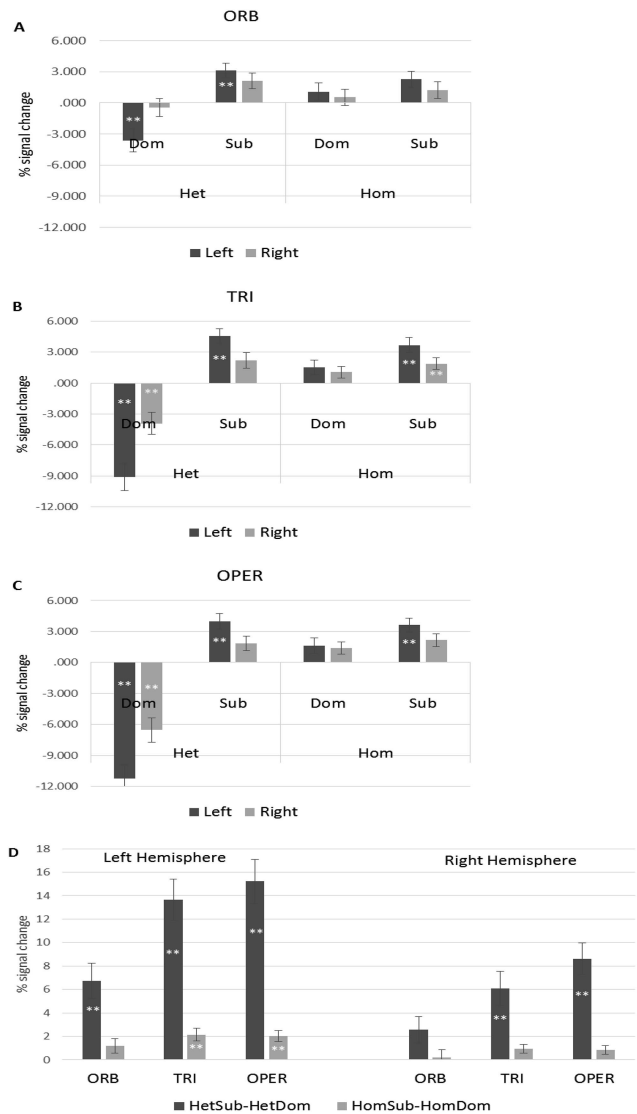 A
ORB
6.000
3.000
.000
-3.000
-6.000
-9.000
-12.000
% signal change
** ** 
Dom Sub Dom Sub
Het Hom
Left Right
B
TRI
6.000
3.000
.000
-3.000
-6.000
-9.000
-12.000
% signal change
** ** ** ** **
Dom Sub Dom Sub
Het Hom
Left Right
C
OPER
6.000
3.000
.000
-3.000
-6.000
-9.000
-12.000
% signal change
** ** ** **
Dom Sub Dom Sub
Het Hom
Left Right
D
Left Hemisphere Right Hemisphere
18
16
14
12
10
8
6
4
2
0
% signal change
** ** ** ** ** ** **
ORB TRI OPER ORB TRI OPER
HetSub-HetDom HomSub-HomDom